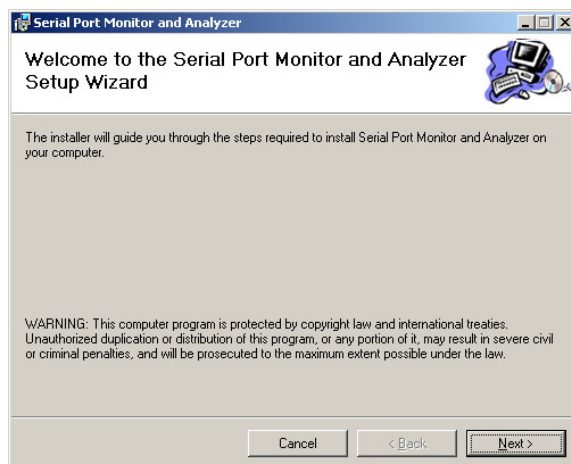 Serial Port Monitor and Analyzer
Welcome to the Serial Port Monitor and Analyzer
Setup Wizard
The installer will guide you through the steps required to install Serial Port Monitor and Analyzer on
your computer.
WARNING: This computer program is protected by copyright law and international treaties.
Unauthorized duplication or distribution of this program, or any portion of it, may result in severe civil
or criminal penalties, and will be prosecuted to the maximum extent possible under the law.
Cancel < Back Next >